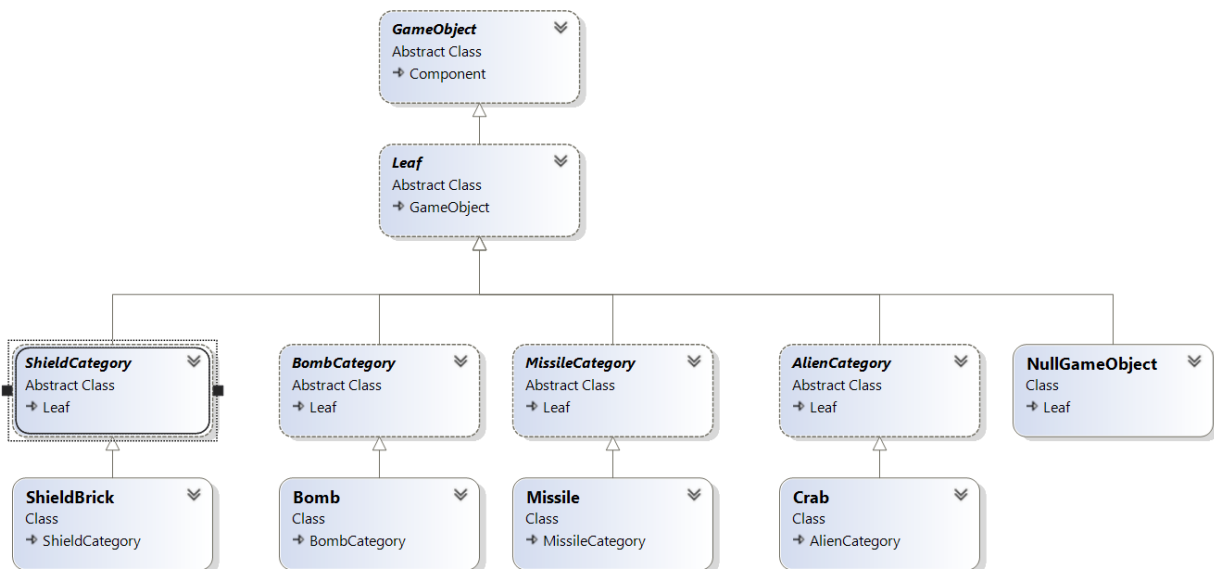 GameObject
Abstract Class
Component
Leaf
Abstract Class
GameObject
ShieldCategory
Abstract Class
Leaf
BombCategory
Abstract Class
Leaf
MissileCategory
Abstract Class
Leaf
AlienCategory
Abstract Class
Leaf
NullGameObject
Class
Leaf
ShieldBrick
Class
ShieldCategory
Bomb
Class
BombCategory
Missile
Class
MissileCategory
Crab
Class
AlienCategory